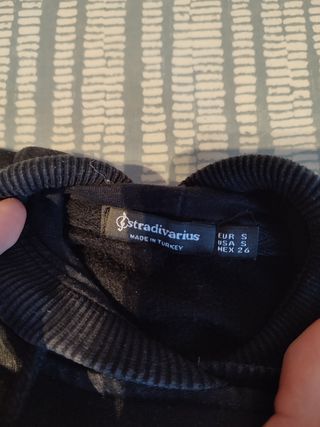 stradivarius
MADE IN TURKEY
EUR S
USA S
MEX 26